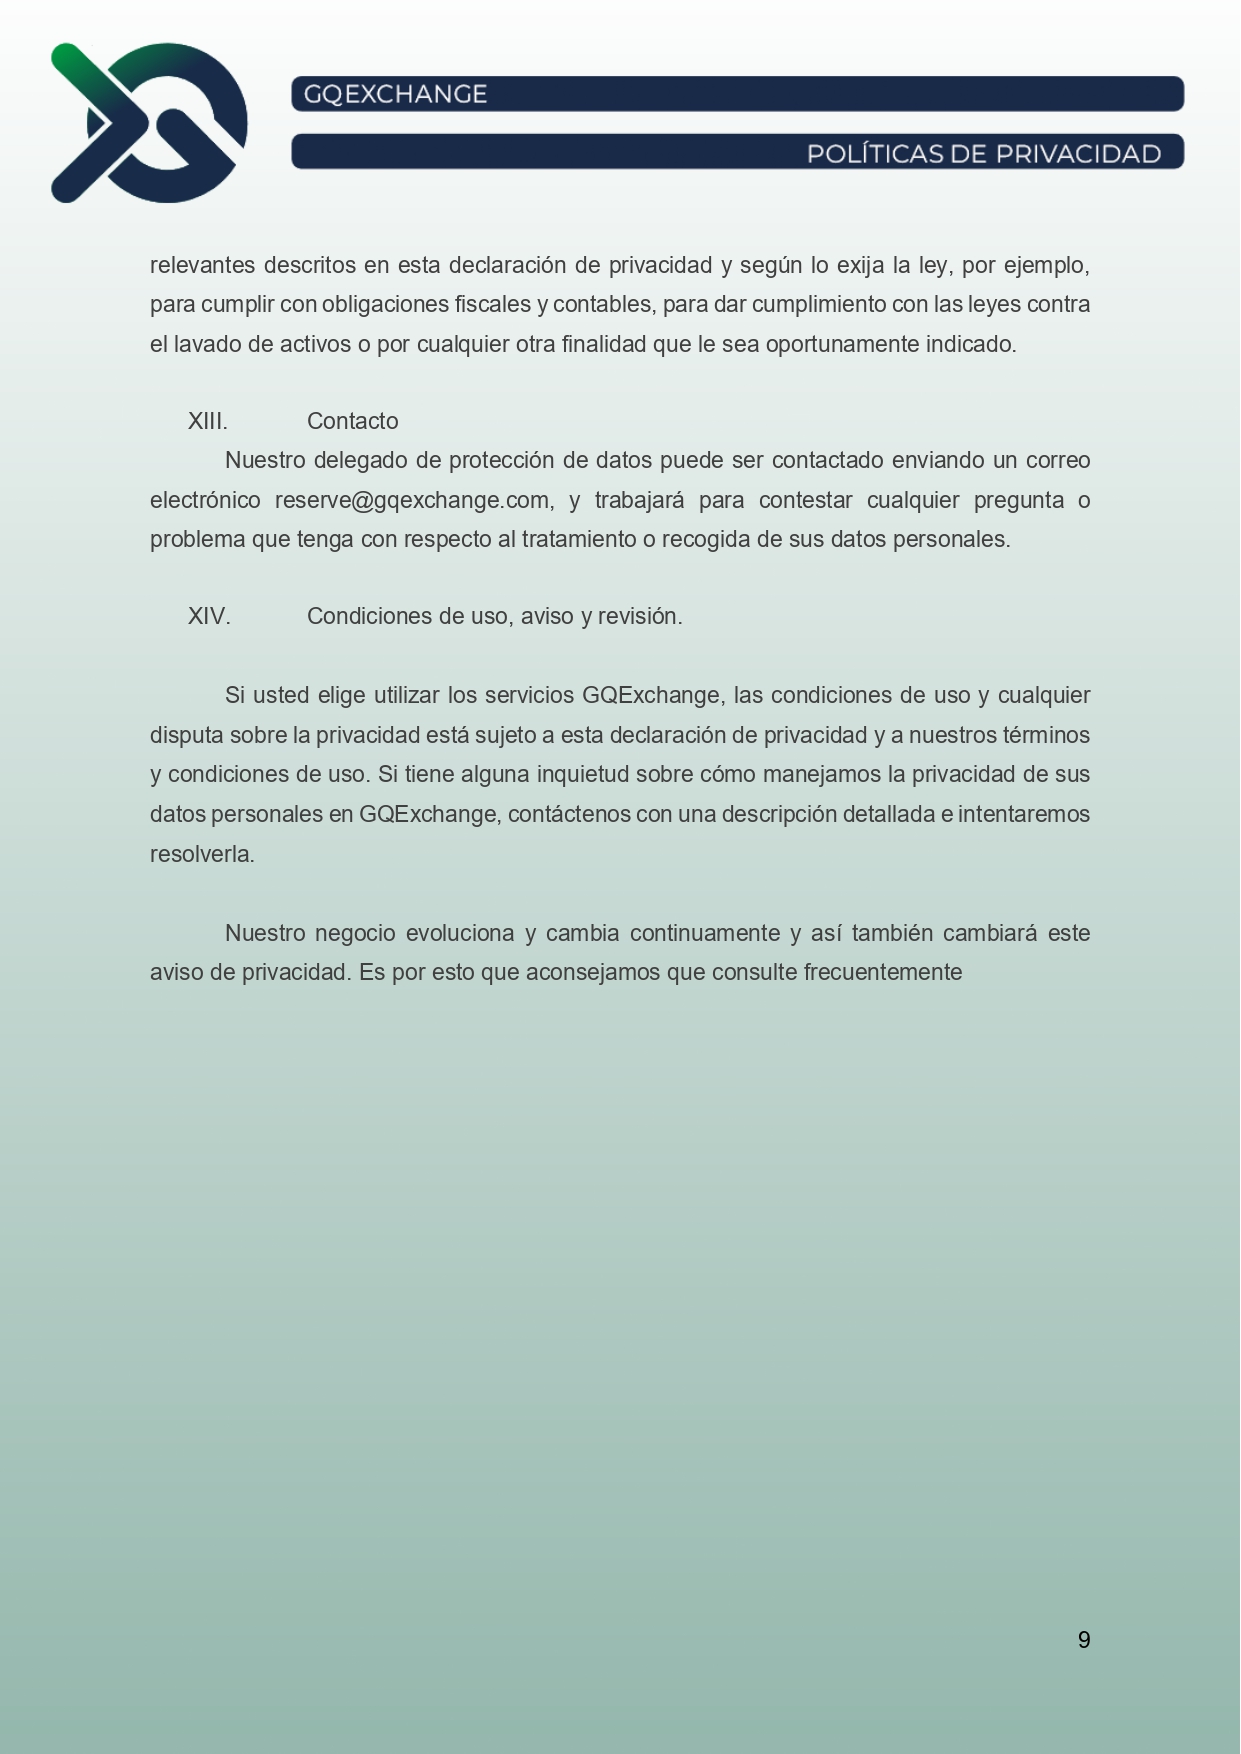 GQEXCHANGE
POLÍTICAS DE PRIVACIDAD
relevantes descritos en esta declaración de privacidad y según lo exija la ley, por ejemplo,
para cumplir con obligaciones fiscales y contables, para dar cumplimiento con las leyes contra
el lavado de activos o por cualquier otra finalidad que le sea oportunamente indicado.
XIII. Contacto
Nuestro delegado de protección de datos puede ser contactado enviando un correo
electrónico reserve@gqexchange.com, y trabajará para contestar cualquier pregunta o
problema que tenga con respecto al tratamiento o recogida de sus datos personales.
XIV. Condiciones de uso, aviso y revisión.
Si usted elige utilizar los servicios GQExchange, las condiciones de uso y cualquier
disputa sobre la privacidad está sujeto a esta declaración de privacidad y a nuestros términos
y condiciones de uso. Si tiene alguna inquietud sobre cómo manejamos la privacidad de sus
datos personales en GQExchange, contáctenos con una descripción detallada e intentaremos
resolverla.
Nuestro negocio evoluciona y cambia continuamente y así también cambiará este
aviso de privacidad. Es por esto que aconsejamos que consulte frecuentemente
9